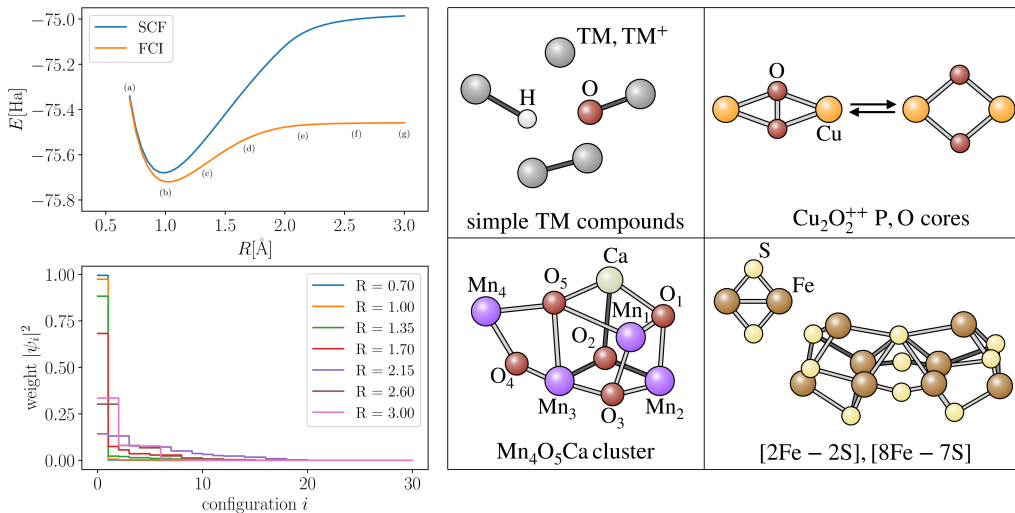 −75.0
−75.2
−75.4
−75.6
−75.8
E[Ha]
SCF
FCI
(a)
(b)
(c)
(d)
(e)
(f)
(g)
0.5 1.0 1.5 2.0 2.5 3.0
R[Å]
1.00
0.75
0.50
0.25
0.00
weight |ψᵢ|²
R = 0.70
R = 1.00
R = 1.35
R = 1.70
R = 2.15
R = 2.60
R = 3.00
0 10 20 30
configuration i
TM, TM⁺
H
O
simple TM compounds
O
Cu
Cu₂O₂⁺⁺ P, O cores
Ca
Mn₄
O₅
O₁
Mn₁
O₂
O₄
Mn₃
O₃
Mn₂
Mn₄O₅Ca cluster
S
Fe
[2Fe − 2S], [8Fe − 7S]